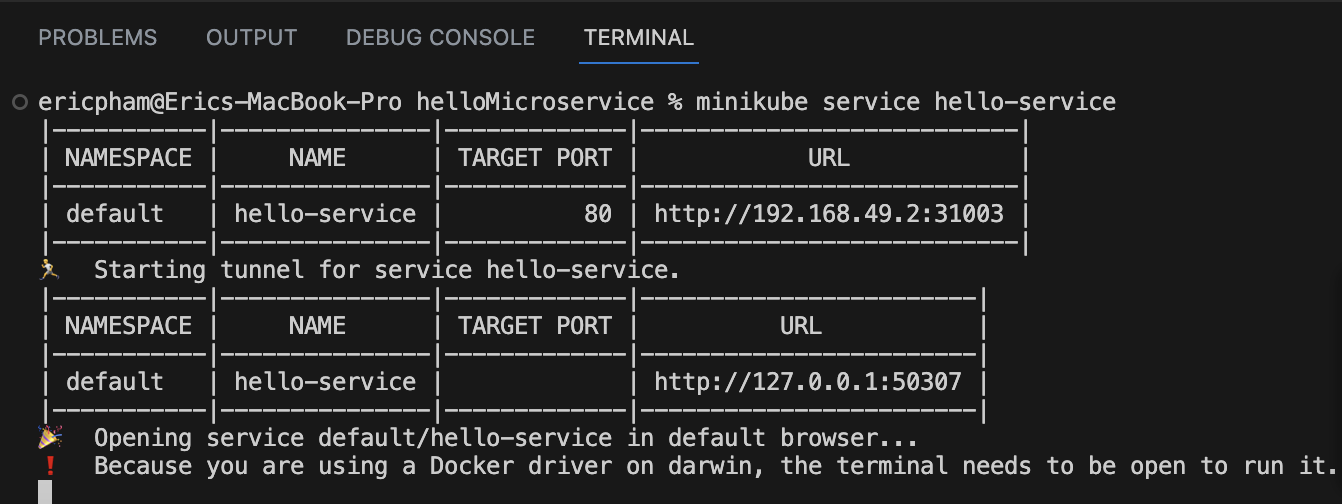 PROBLEMS OUTPUT DEBUG CONSOLE TERMINAL
ericpham@Erics-MacBook-Pro helloMicroservice % minikube service hello-service
|-----------|---------------|-------------|---------------------------|
| NAMESPACE |     NAME      | TARGET PORT |            URL            |
|-----------|---------------|-------------|---------------------------|
| default   | hello-service |          80 | http://192.168.49.2:31003 |
|-----------|---------------|-------------|---------------------------|
🏃  Starting tunnel for service hello-service.
|-----------|---------------|-------------|------------------------|
| NAMESPACE |     NAME      | TARGET PORT |          URL           |
|-----------|---------------|-------------|------------------------|
| default   | hello-service |             | http://127.0.0.1:50307 |
|-----------|---------------|-------------|------------------------|
🎉  Opening service default/hello-service in default browser...
❗  Because you are using a Docker driver on darwin, the terminal needs to be open to run it.